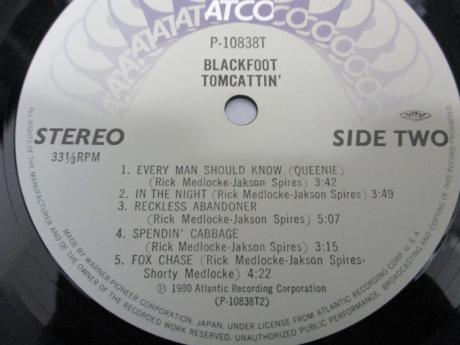 ATCO
P-10838T
BLACKFOOT
TOMCATTIN'
STEREO
33⅓RPM
SIDE TWO
1. EVERY MAN SHOULD KNOW (QUEENIE)
(Rick Medlocke-Jakson Spires) 3:42
2. IN THE NIGHT (Rick Medlocke-Jakson Spires) 3:49
3. RECKLESS ABANDONER
(Rick Medlocke-Jakson Spires) 5:07
4. SPENDIN' CABBAGE
(Rick Medlocke-Jakson Spires) 3:15
5. FOX CHASE (Rick Medlocke-Jakson Spires-
Shorty Medlocke) 4:22
Ⓟ 1980 Atlantic Recording Corporation
(P-10838T2)
MADE BY WARNER-PIONEER CORPORATION, JAPAN, UNDER LICENSE FROM ATLANTIC RECORDING CORP. U.S.A.
ALL RIGHTS OF THE MANUFACTURER AND OF THE OWNER OF THE RECORDED WORK RESERVED. UNAUTHORIZED PUBLIC PERFORMANCE, BROADCASTING AND COPYING OF THIS RECORD PROHIBITED.